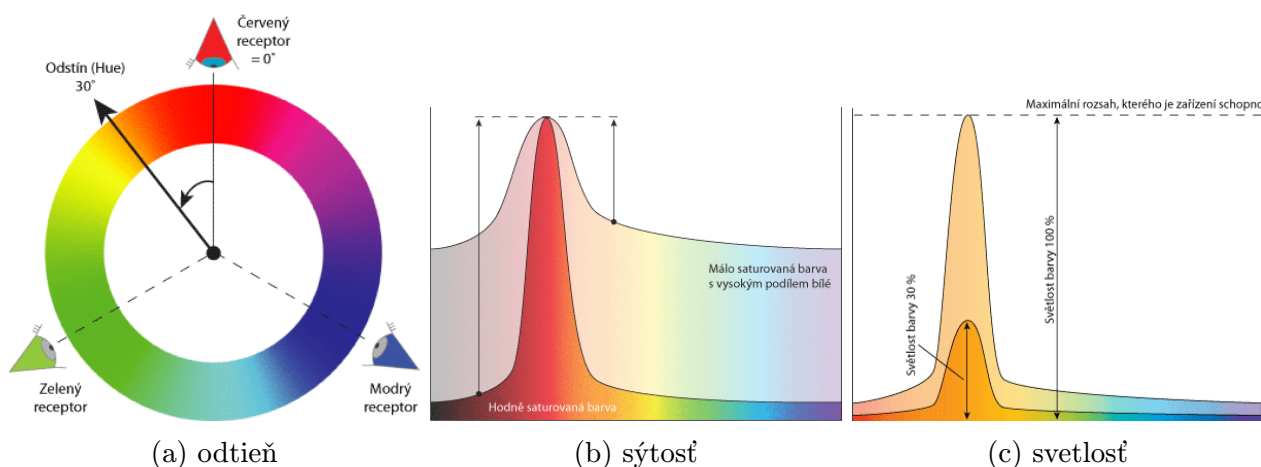 Červený
receptor
= 0˚
Odstín (Hue)
30˚
Zelený
receptor
Modrý
receptor
Málo saturovaná barva
s vysokým podílem bílé
Hodně saturovaná barva
Maximální rozsah, kterého je zařízení schopno
Světlost barvy 30 %
Světlost barvy 100 %
(a) odtieň
(b) sýtosť
(c) svetlosť